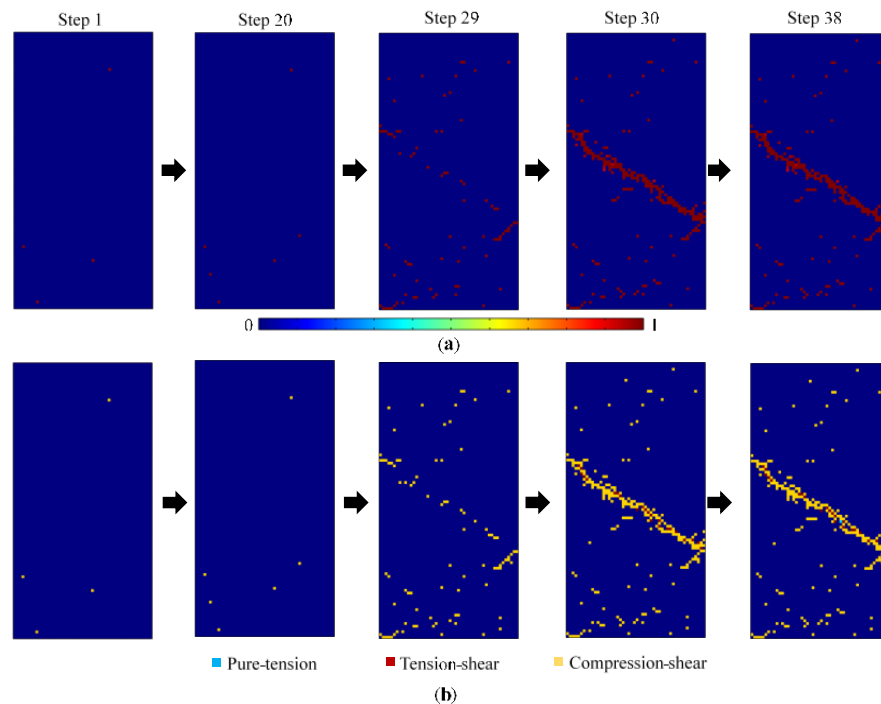 Step 1 Step 20 Step 29 Step 30 Step 38
0 1
(a)
Pure-tension Tension-shear Compression-shear
(b)